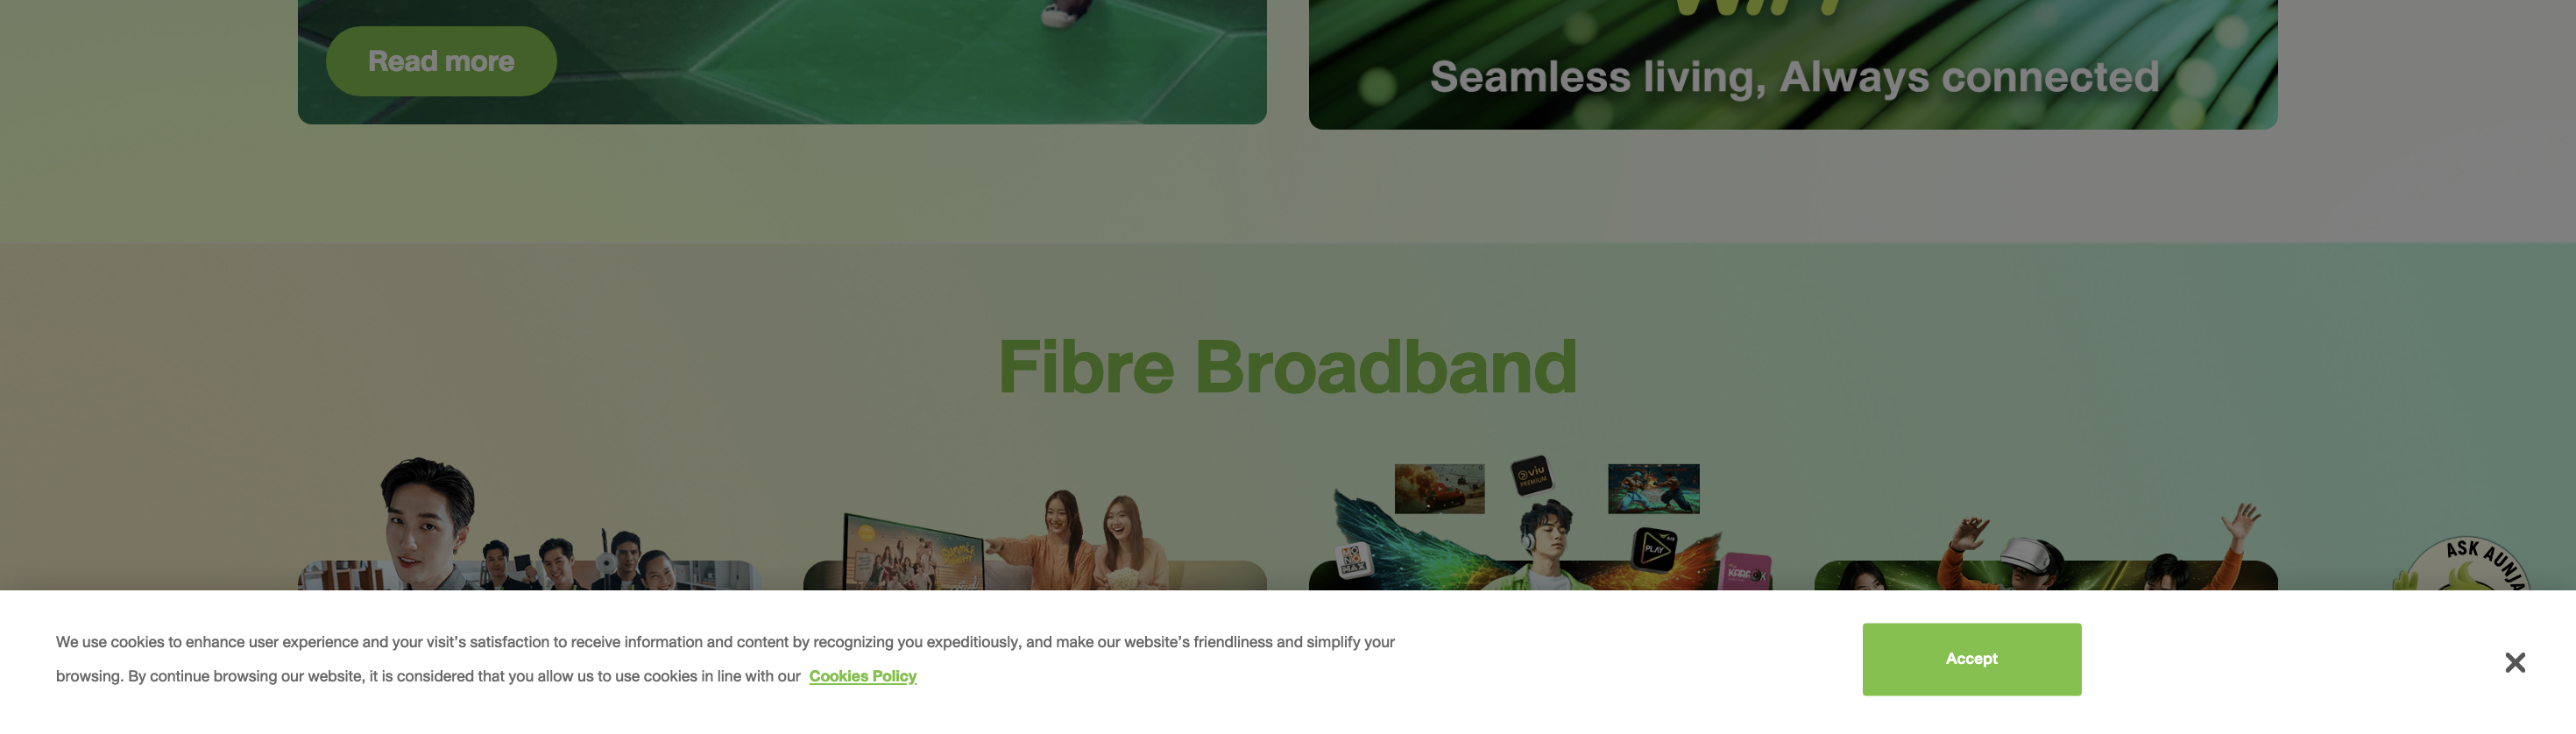 Read more
Seamless living, Always connected
Fibre Broadband
viu
PREMIUM
PLAY
MAX
ASK AUNJA
We use cookies to enhance user experience and your visit's satisfaction to receive information and content by recognizing you expeditiously, and make our website's friendliness and simplify your
browsing. By continue browsing our website, it is considered that you allow us to use cookies in line with our Cookies Policy
Accept